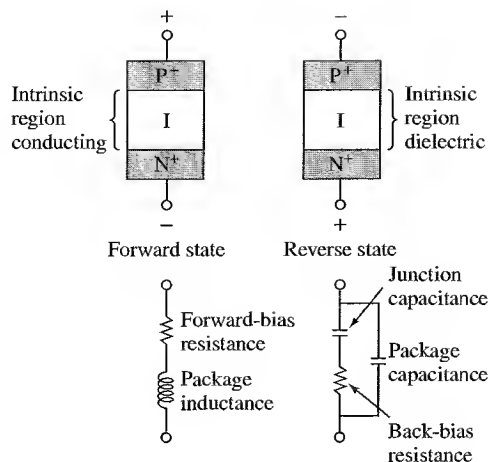 +
−
P+
P+
Intrinsic
region
conducting
I
I
Intrinsic
region
dielectric
N+
N+
−
+
Forward state
Reverse state
Forward-bias
resistance
Package
inductance
Junction
capacitance
Package
capacitance
Back-bias
resistance